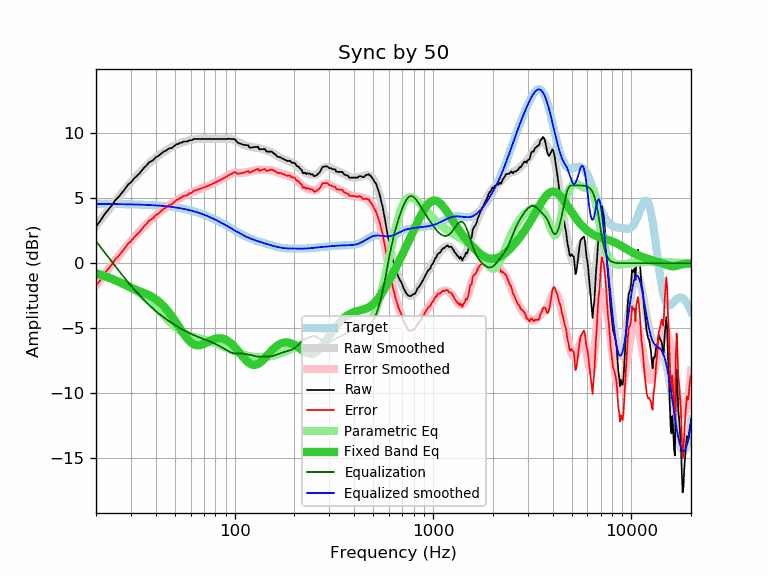 Sync by 50
Amplitude (dBr)
10
5
0
−5
−10
−15
Target
Raw Smoothed
Error Smoothed
Raw
Error
Parametric Eq
Fixed Band Eq
Equalization
Equalized smoothed
100
1000
10000
Frequency (Hz)